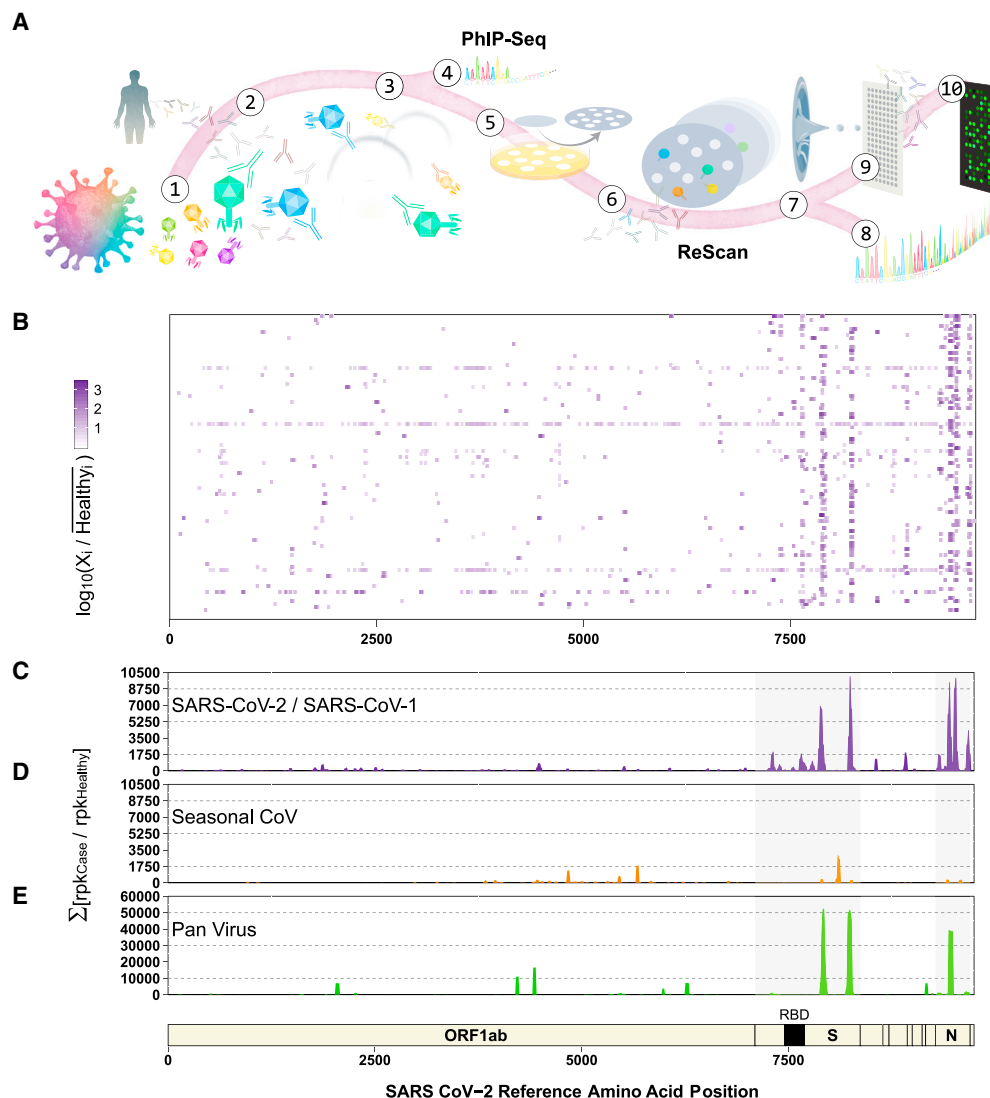 A
PhIP-Seq
1
2
3
4
5
6
7
8
9
10
ReScan
B
3
2
1
log10(Xi / Healthyi)
0
2500
5000
7500
C
10500
8750
7000
5250
3500
1750
0
SARS-CoV-2 / SARS-CoV-1
D
10500
8750
7000
5250
3500
1750
0
Seasonal CoV
Σ[rpkCase / rpkHealthy]
E
60000
50000
40000
30000
20000
10000
0
Pan Virus
RBD
ORF1ab
S
N
0
2500
5000
7500
SARS CoV−2 Reference Amino Acid Position